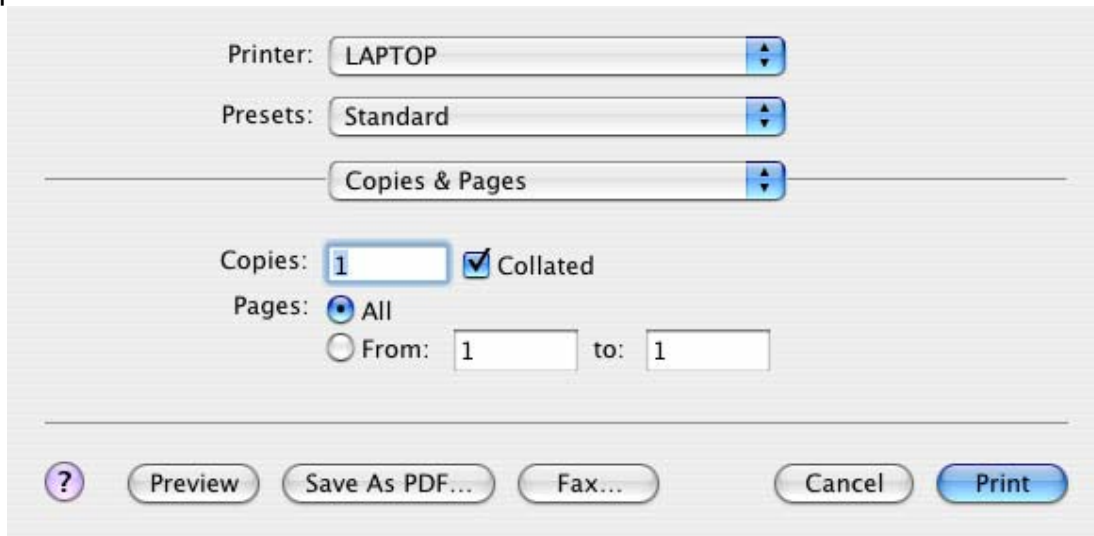 Printer: LAPTOP
Presets: Standard
Copies & Pages
Copies: 1 Collated
Pages: All
From: 1 to: 1
? Preview Save As PDF... Fax... Cancel Print